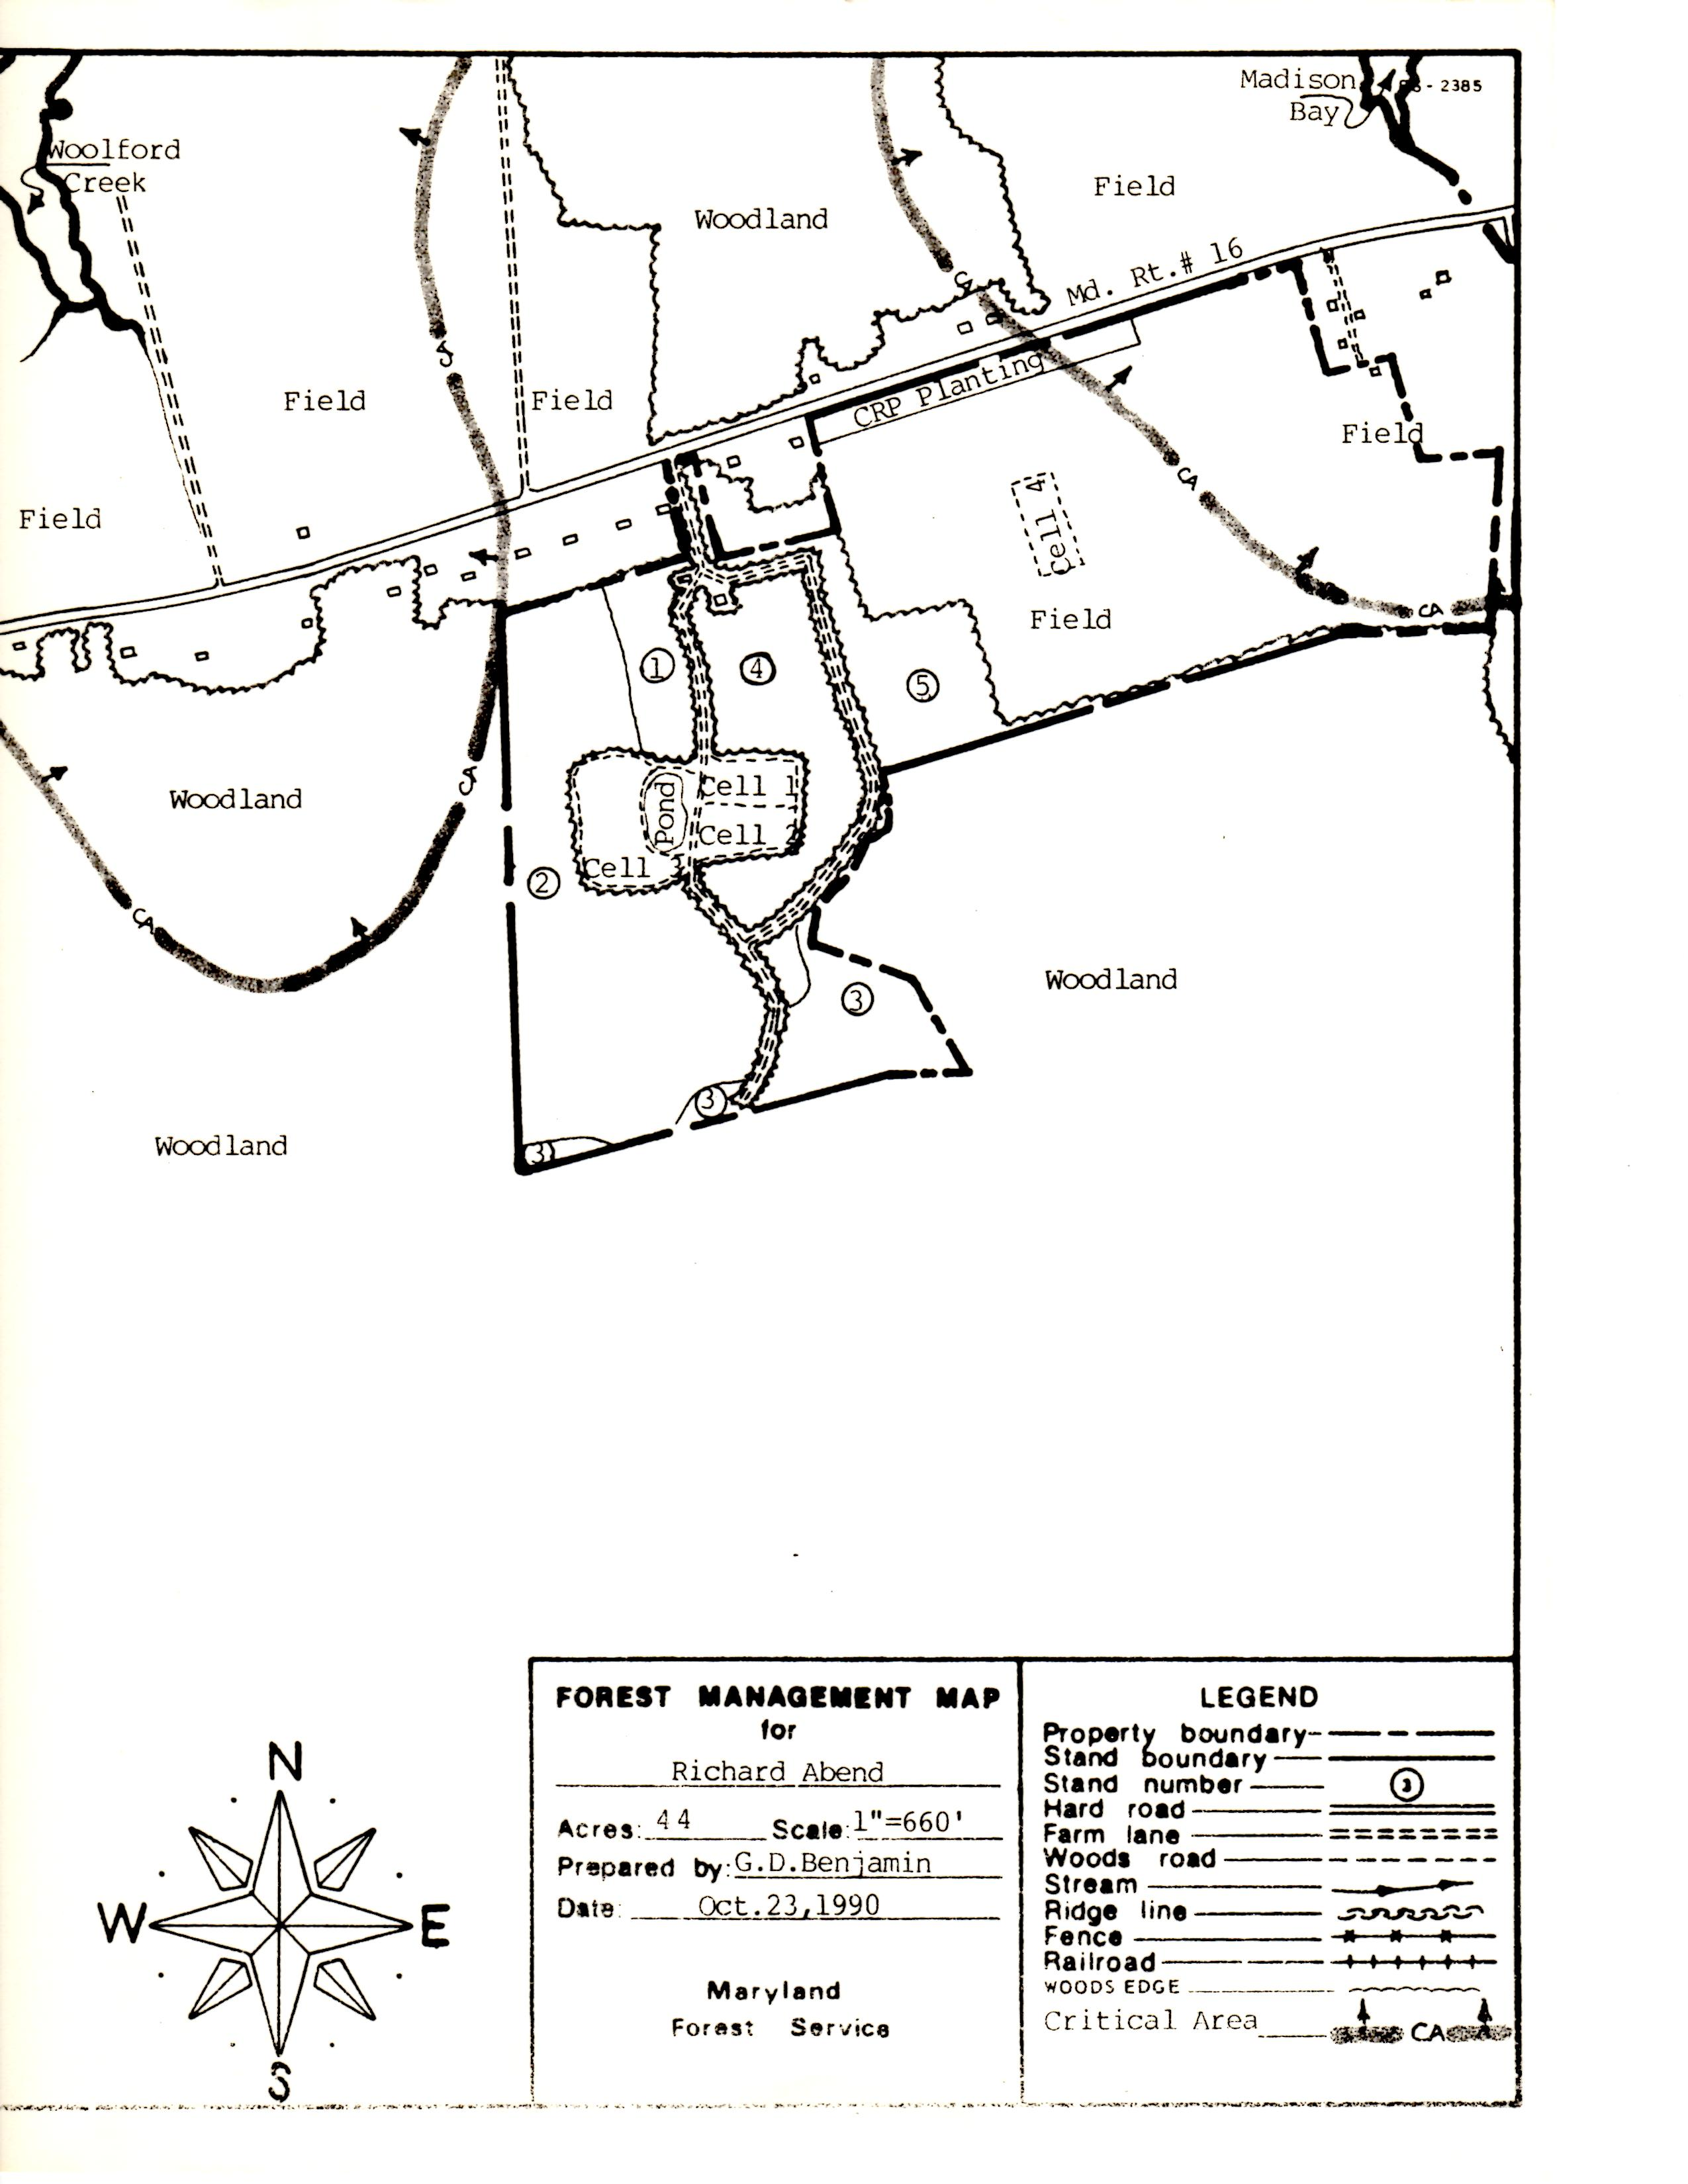 Madison
Bay
- 2385
Woolford
Creek
Woodland
Field
Md. Rt.# 16
CA
CA
Field
Field
CRP Planting
Field
Field
Cell 4
CA
Field
CA
1
4
5
Woodland
CA
Pond
Cell 1
Cell 2
Cell
2
CA
3
Woodland
3
Woodland
3
FOREST MANAGEMENT MAP
for
Richard Abend
Acres: 44 Scale: 1"=660'
Prepared by: G.D.Benjamin
Date: Oct.23,1990
Maryland
Forest Service
LEGEND
Property boundary
Stand boundary
Stand number 3
Hard road
Farm lane
Woods road
Stream
Ridge line
Fence
Railroad
WOODS EDGE
Critical Area CA
N
W E
S